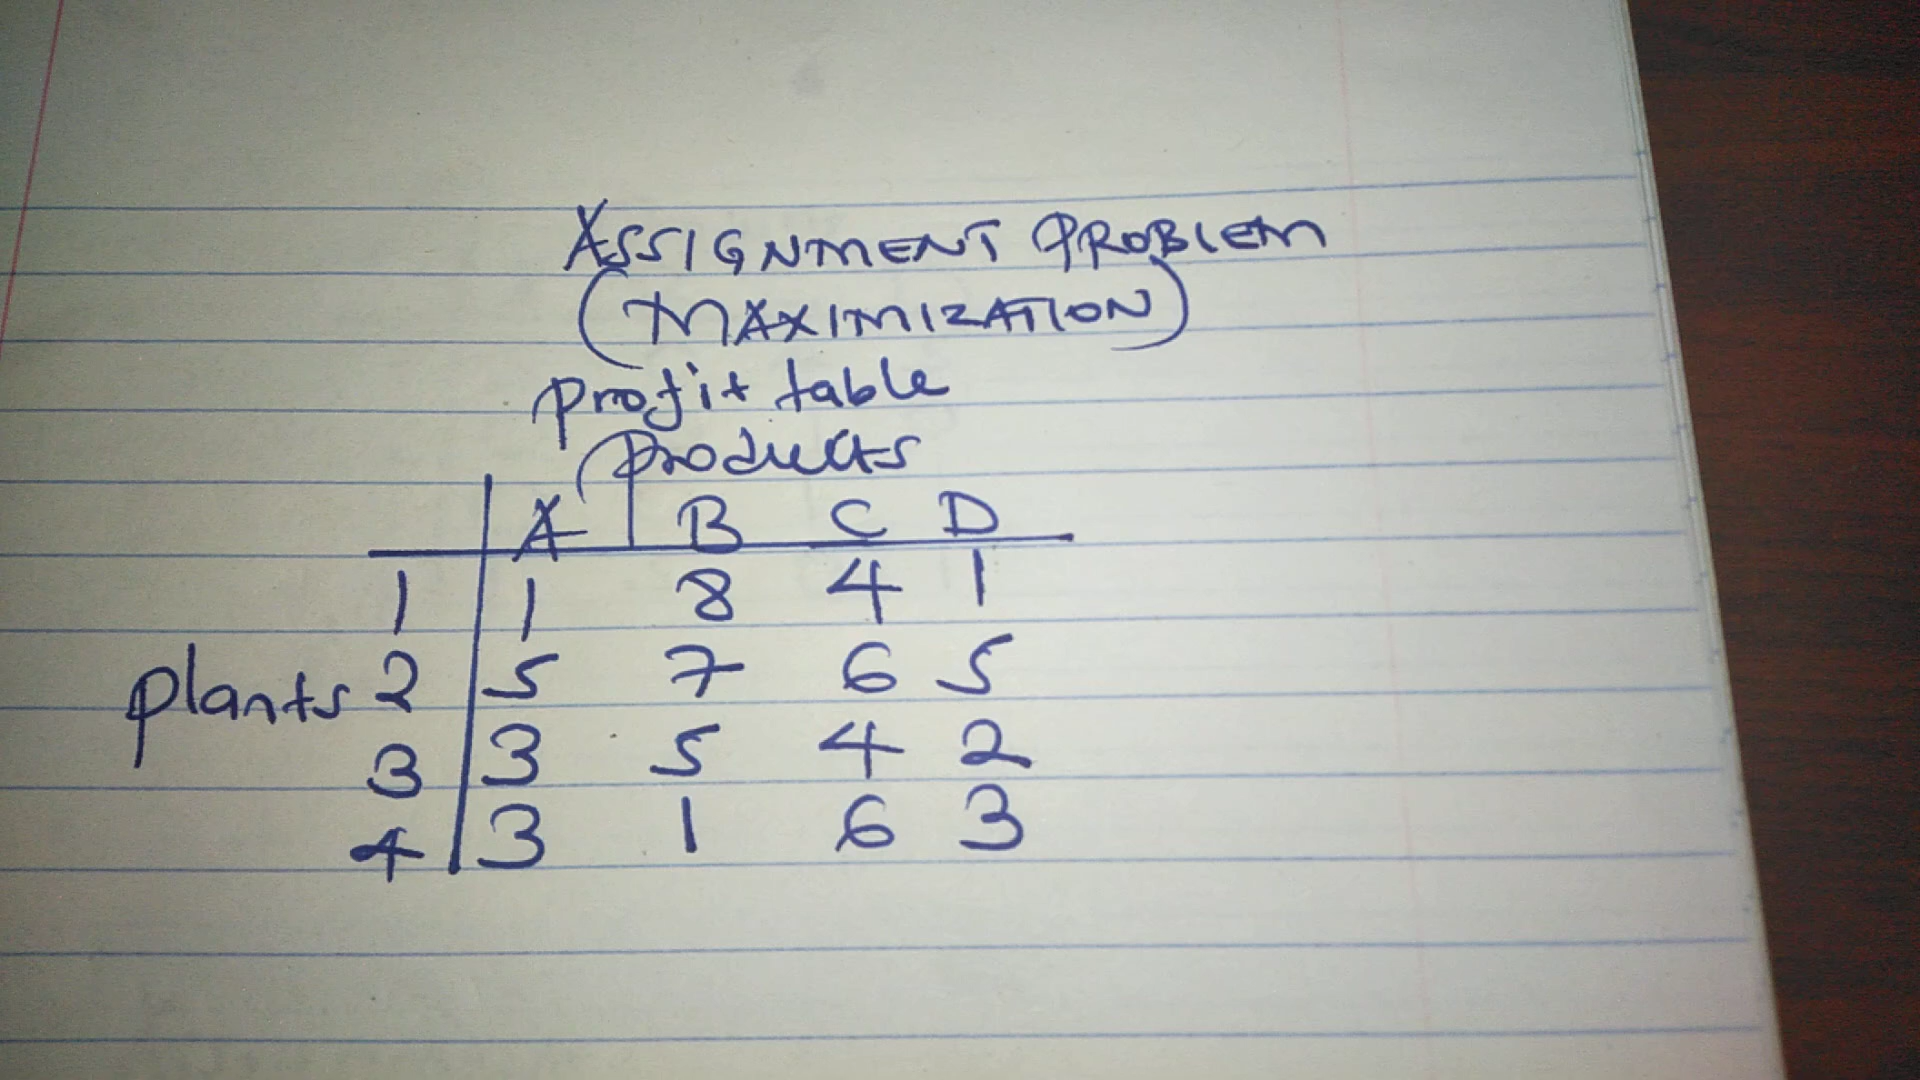 ASSIGNMENT PROBLEM
(MAXIMIZATION)
Profit table
Products
A B C D
1 1 8 4 1
plants 2 5 7 6 5
3 3 5 4 2
4 3 1 6 3